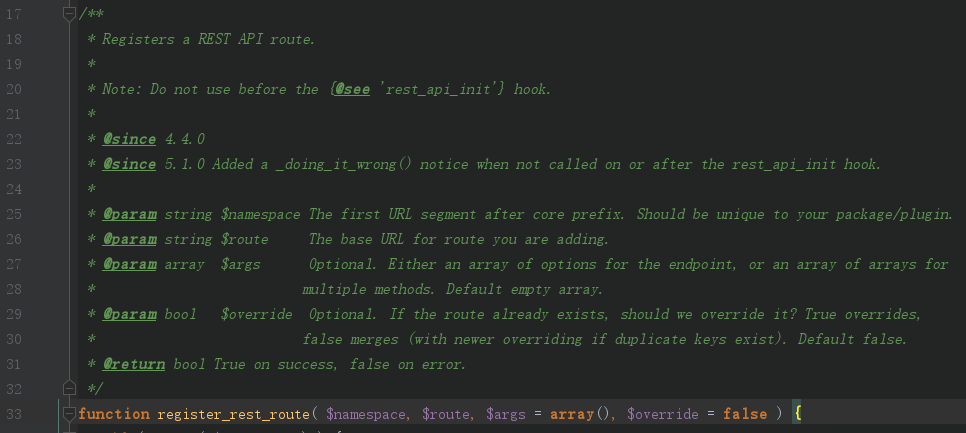 17 /**
18  * Registers a REST API route.
19  *
20  * Note: Do not use before the {@see 'rest_api_init'} hook.
21  *
22  * @since 4.4.0
23  * @since 5.1.0 Added a _doing_it_wrong() notice when not called on or after the rest_api_init hook.
24  *
25  * @param string $namespace The first URL segment after core prefix. Should be unique to your package/plugin.
26  * @param string $route     The base URL for route you are adding.
27  * @param array  $args      Optional. Either an array of options for the endpoint, or an array of arrays for
28  *                          multiple methods. Default empty array.
29  * @param bool   $override  Optional. If the route already exists, should we override it? True overrides,
30  *                          false merges (with newer overriding if duplicate keys exist). Default false.
31  * @return bool True on success, false on error.
32  */
33 function register_rest_route( $namespace, $route, $args = array(), $override = false ) {